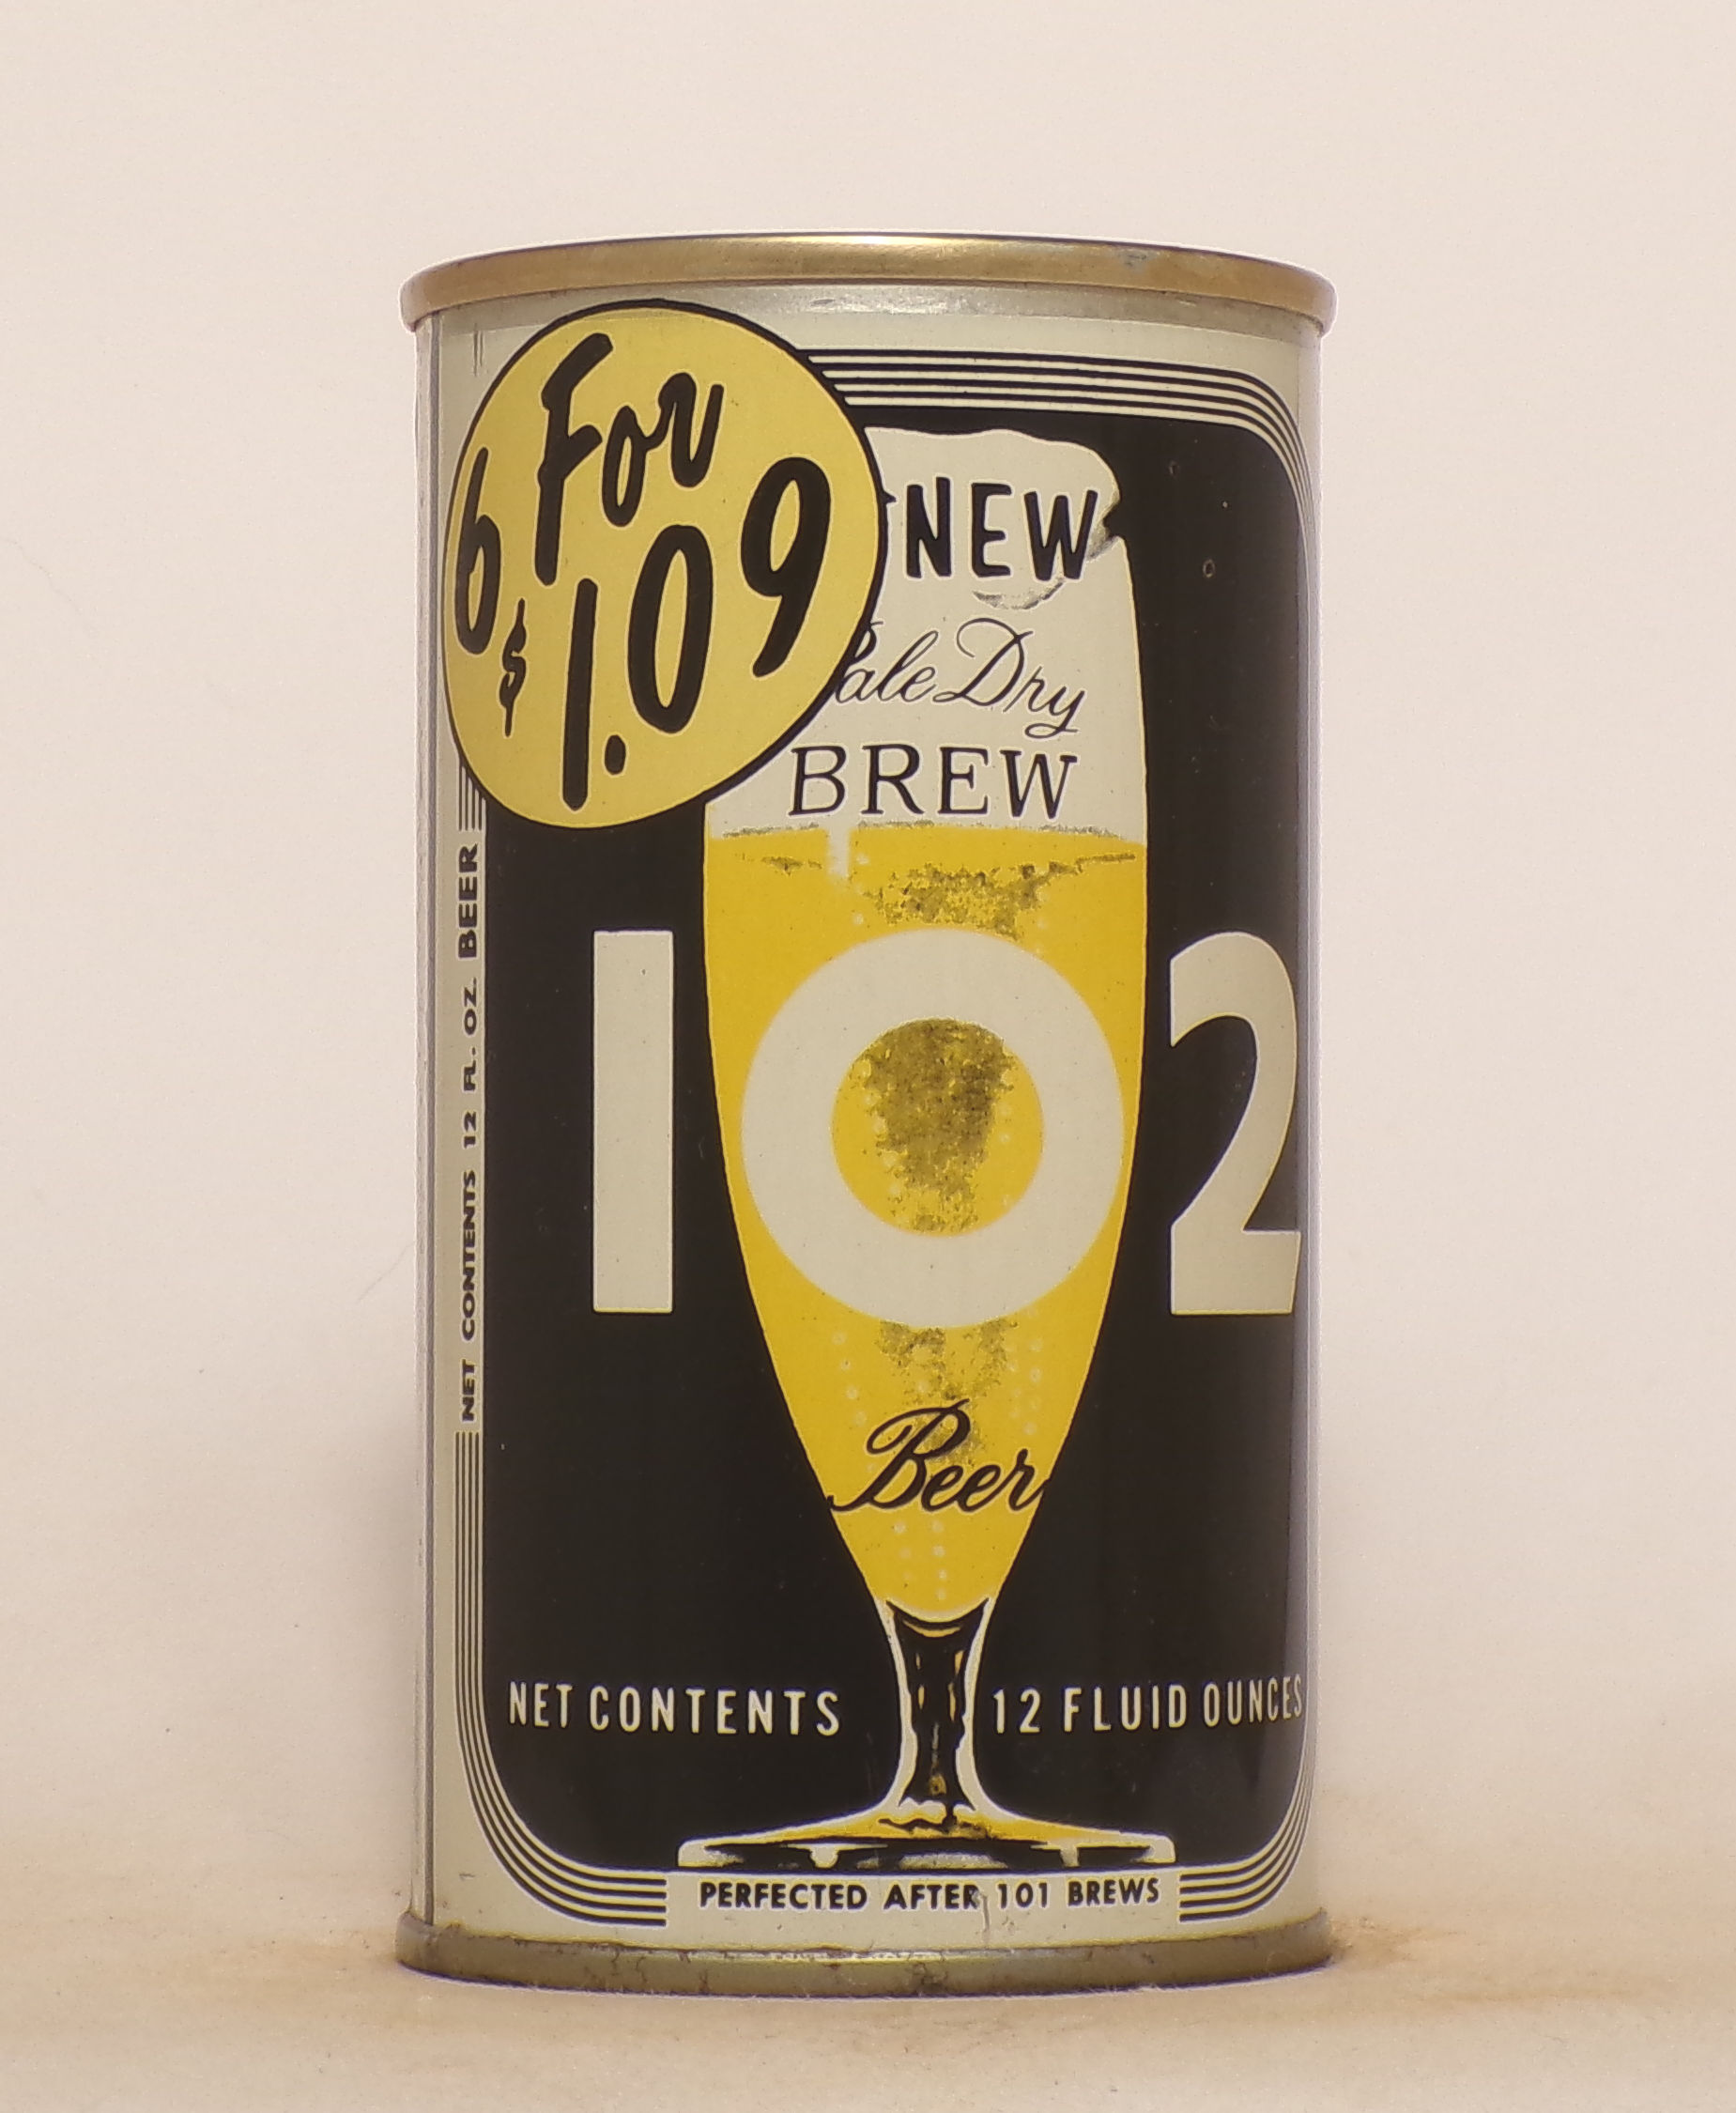 6 For
$1.09
NEW
Pale Dry
BREW
102
Beer
NET CONTENTS 12 FLUID OUNCES
PERFECTED AFTER 101 BREWS
NET CONTENTS 12 FL. OZ. BEER